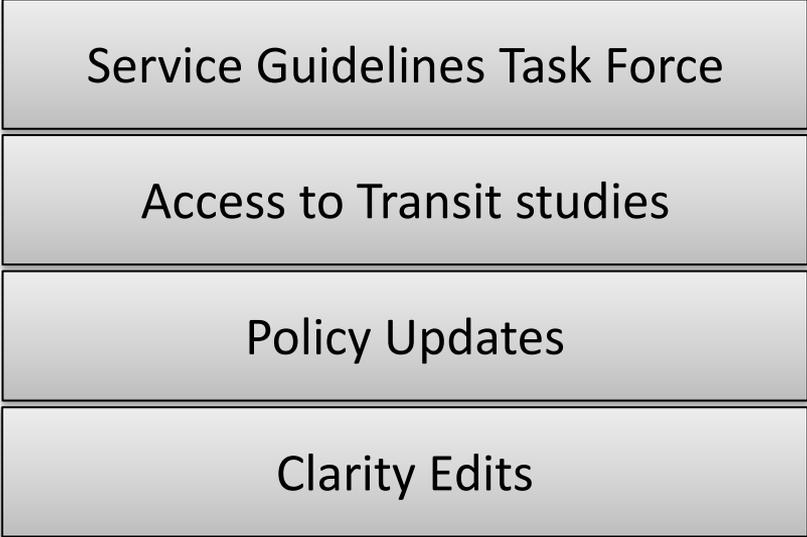 Service Guidelines Task Force
Access to Transit studies
Policy Updates
Clarity Edits